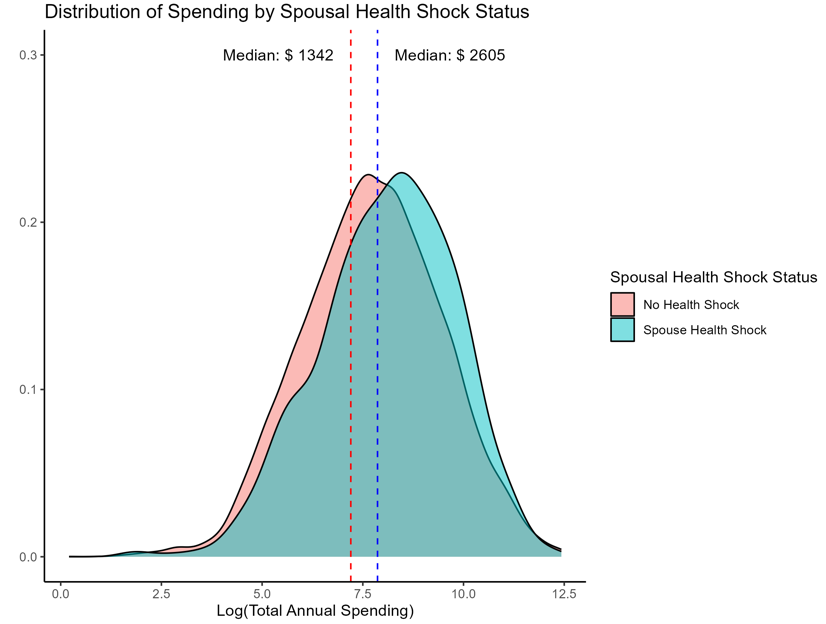 Distribution of Spending by Spousal Health Shock Status
Median: $ 1342
Median: $ 2605
0.3
0.2
0.1
0.0
0.0
2.5
5.0
7.5
10.0
12.5
Log(Total Annual Spending)
Spousal Health Shock Status
No Health Shock
Spouse Health Shock